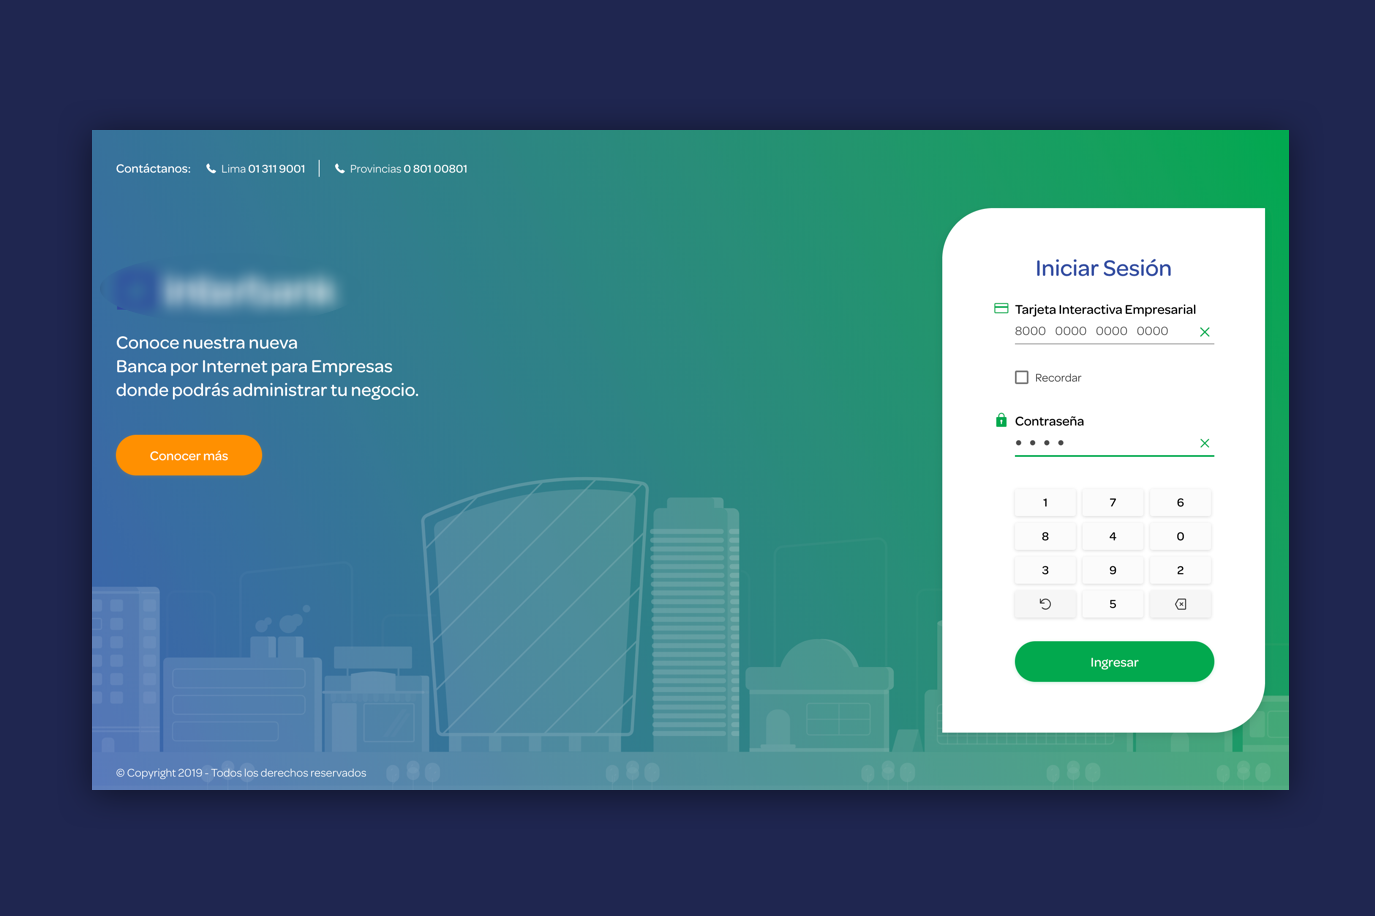 Contáctanos: Lima 01 311 9001 Provincias 0 801 00801
Conoce nuestra nueva
Banca por Internet para Empresas
donde podrás administrar tu negocio.
Conocer más
© Copyright 2019 - Todos los derechos reservados
Iniciar Sesión
Tarjeta Interactiva Empresarial
8000 0000 0000 0000
Recordar
Contraseña
1 7 6
8 4 0
3 9 2
5
Ingresar